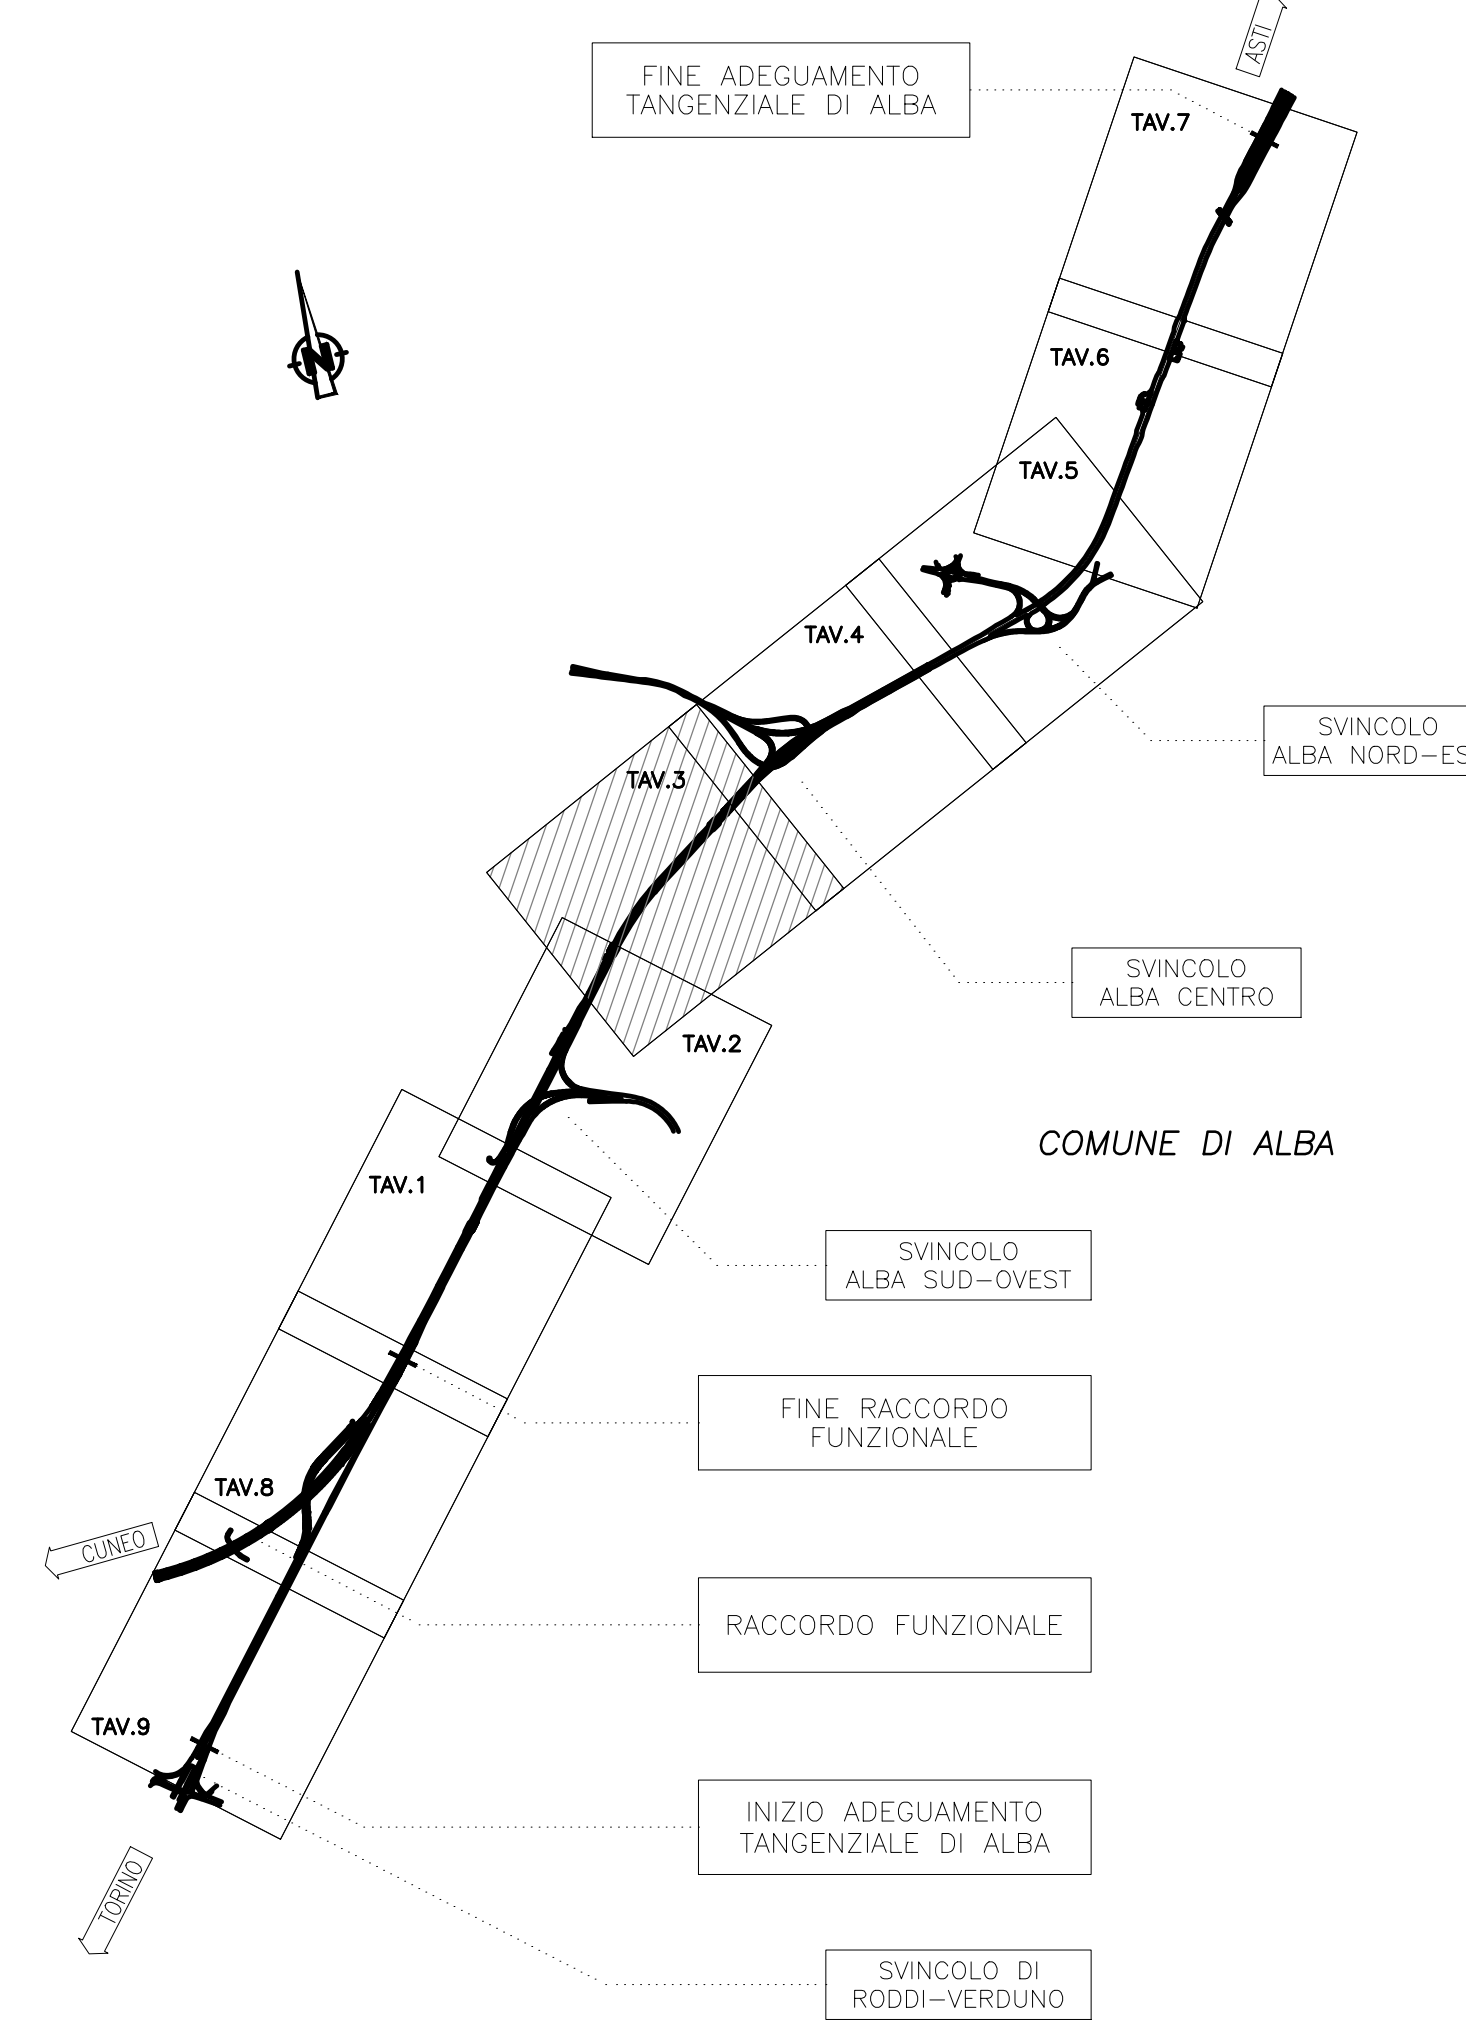 ASTI
FINE ADEGUAMENTO
TANGENZIALE DI ALBA
TAV.7
N
TAV.6
TAV.5
TAV.4
SVINCOLO
ALBA NORD-ES
TAV.3
SVINCOLO
ALBA CENTRO
TAV.2
COMUNE DI ALBA
TAV.1
SVINCOLO
ALBA SUD-OVEST
FINE RACCORDO
FUNZIONALE
TAV.8
CUNEO
RACCORDO FUNZIONALE
TAV.9
INIZIO ADEGUAMENTO
TANGENZIALE DI ALBA
TORINO
SVINCOLO DI
RODDI-VERDUNO